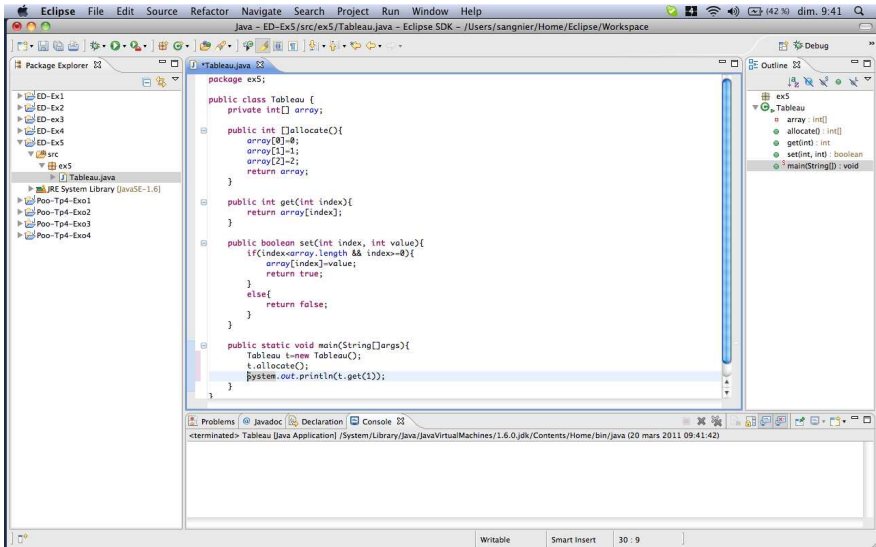 Eclipse File Edit Source Refactor Navigate Search Project Run Window Help (42 %) dim. 9:41
Java – ED-Ex5/src/ex5/Tableau.java – Eclipse SDK – /Users/sangnier/Home/Eclipse/Workspace
Debug
Package Explorer
*Tableau.java
Outline
ED-Ex1
ED-Ex2
ED-ex3
ED-Ex4
ED-Ex5
src
ex5
Tableau.java
JRE System Library [JavaSE-1.6]
Poo-Tp4-Exo1
Poo-Tp4-Exo2
Poo-Tp4-Exo3
Poo-Tp4-Exo4
package ex5;
public class Tableau {
private int[] array;
public int []allocate(){
array[0]=0;
array[1]=1;
array[2]=2;
return array;
}
public int get(int index){
return array[index];
}
public boolean set(int index, int value){
if(index<array.length && index>=0){
array[index]=value;
return true;
}
else{
return false;
}
}
public static void main(String[]args){
Tableau t=new Tableau();
t.allocate();
system.out.println(t.get(1));
}
}
ex5
Tableau
array : int[]
allocate() : int[]
get(int) : int
set(int, int) : boolean
main(String[]) : void
Problems @ Javadoc Declaration Console
<terminated> Tableau [Java Application] /System/Library/Java/JavaVirtualMachines/1.6.0.jdk/Contents/Home/bin/java (20 mars 2011 09:41:42)
Writable Smart Insert 30 : 9